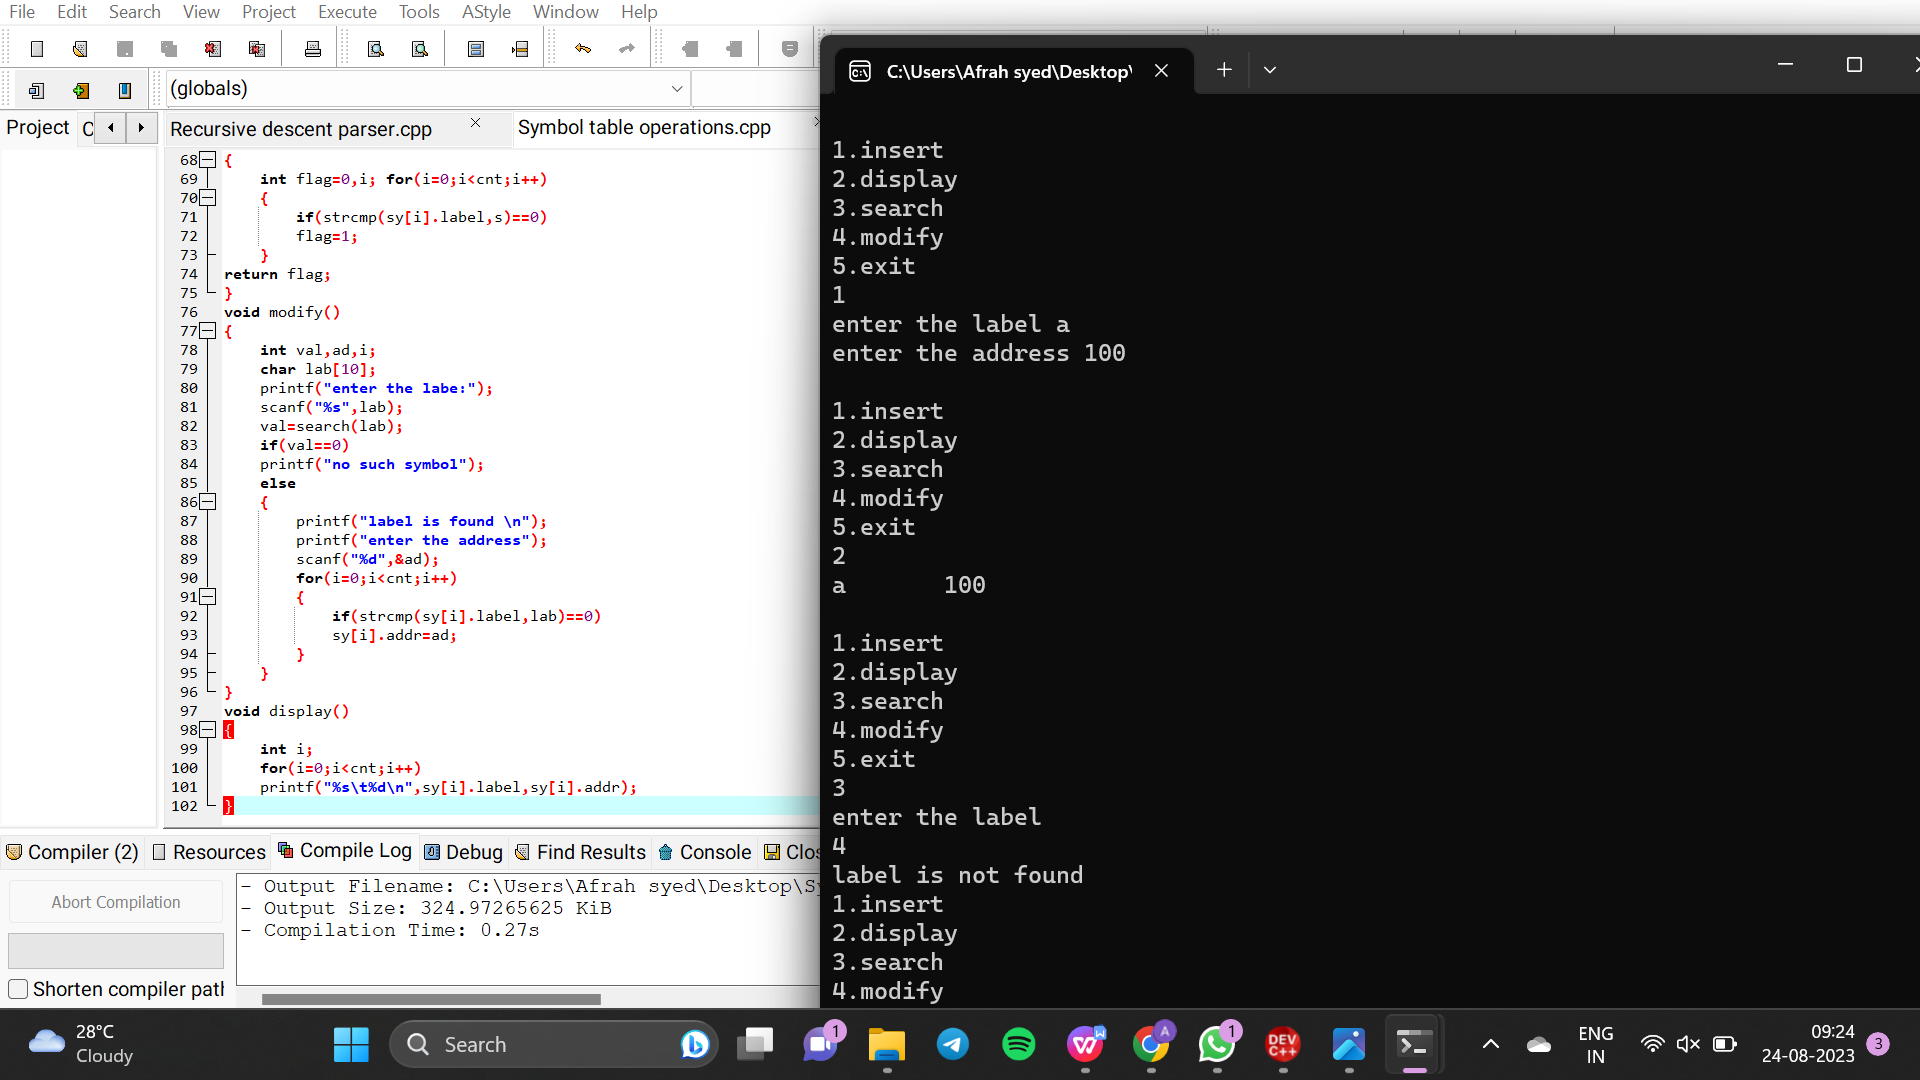 File Edit Search View Project Execute Tools AStyle Window Help
(globals)
Project
Recursive descent parser.cpp
Symbol table operations.cpp
68 {
69 int flag=0,i; for(i=0;i<cnt;i++)
70 {
71 if(strcmp(sy[i].label,s)==0)
72 flag=1;
73 }
74 return flag;
75 }
76 void modify()
77 {
78 int val,ad,i;
79 char lab[10];
80 printf("enter the labe:");
81 scanf("%s",lab);
82 val=search(lab);
83 if(val==0)
84 printf("no such symbol");
85 else
86 {
87 printf("label is found \n");
88 printf("enter the address");
89 scanf("%d",&ad);
90 for(i=0;i<cnt;i++)
91 {
92 if(strcmp(sy[i].label,lab)==0)
93 sy[i].addr=ad;
94 }
95 }
96 }
97 void display()
98 {
99 int i;
100 for(i=0;i<cnt;i++)
101 printf("%s\t%d\n",sy[i].label,sy[i].addr);
102 }
Compiler (2) Resources Compile Log Debug Find Results Console
Abort Compilation
Shorten compiler
- Output Filename: C:\Users\Afrah syed\Desktop\
- Output Size: 324.97265625 KiB
- Compilation Time: 0.27s
C:\Users\Afrah syed\Desktop\
1.insert
2.display
3.search
4.modify
5.exit
1
enter the label a
enter the address 100
1.insert
2.display
3.search
4.modify
5.exit
2
a 100
1.insert
2.display
3.search
4.modify
5.exit
3
enter the label
4
label is not found
1.insert
2.display
3.search
4.modify
28°C
Cloudy
Search
1
W
A
1
DEV
C++
ENG
IN
09:24
24-08-2023
3